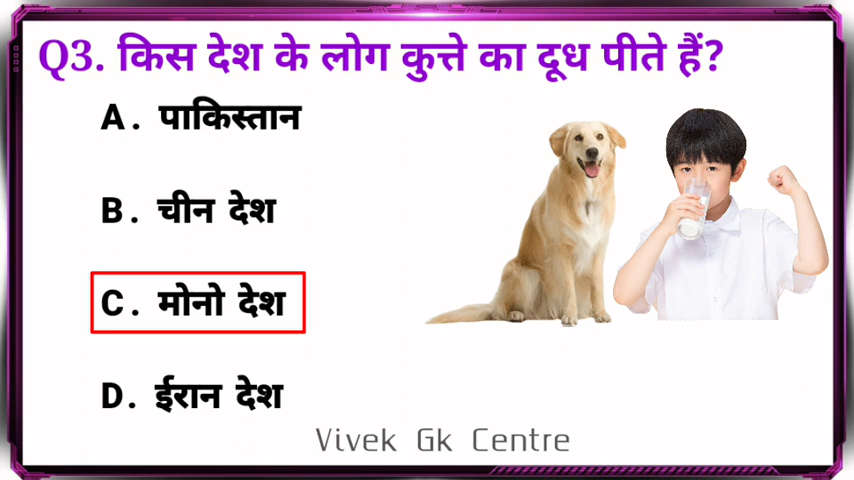 Q3. किस देश के लोग कुत्ते का दूध पीते हैं?
A. पाकिस्तान
B. चीन देश
C. मोनो देश
D. ईरान देश
Vivek Gk Centre